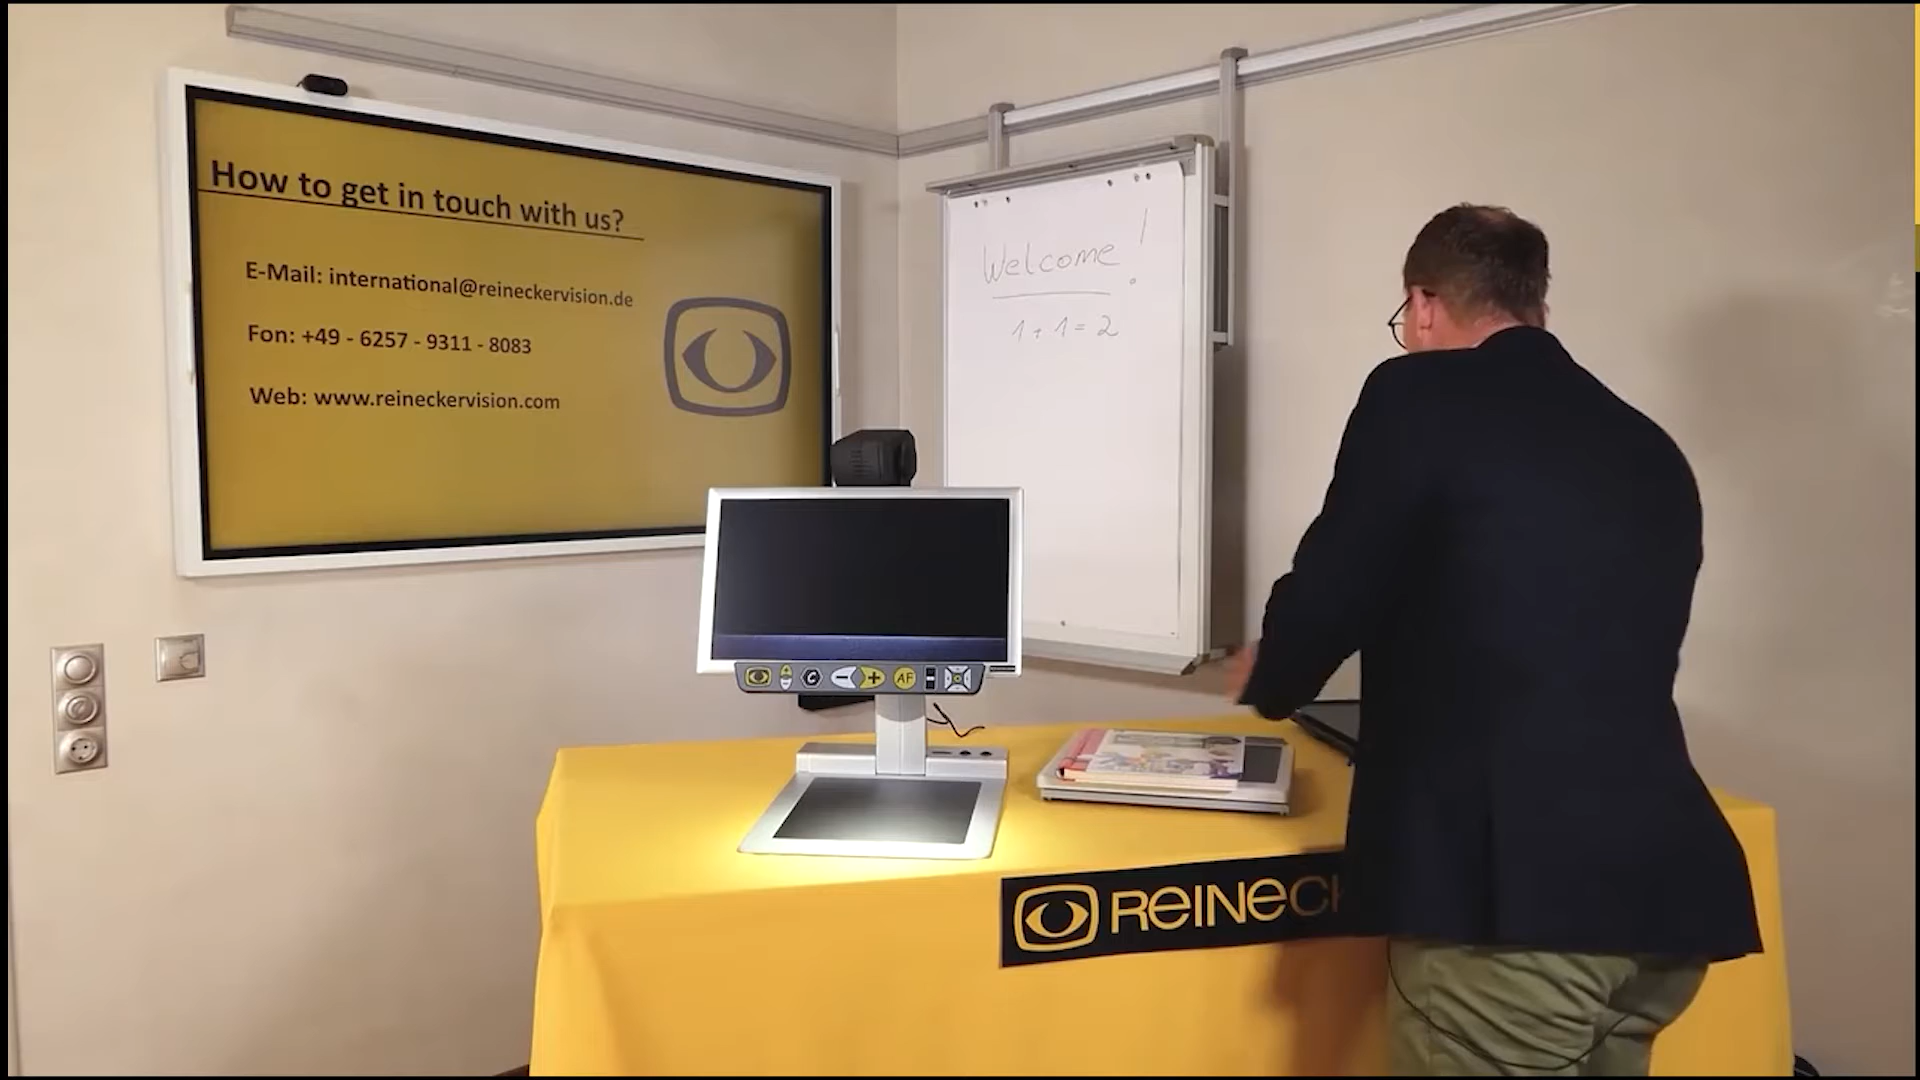 How to get in touch with us?
E-Mail: international@reineckervision.de
Fon: +49 - 6257 - 9311 - 8083
Web: www.reineckervision.com
Welcome!
1 + 1 = 2
C - + AF
REINECK